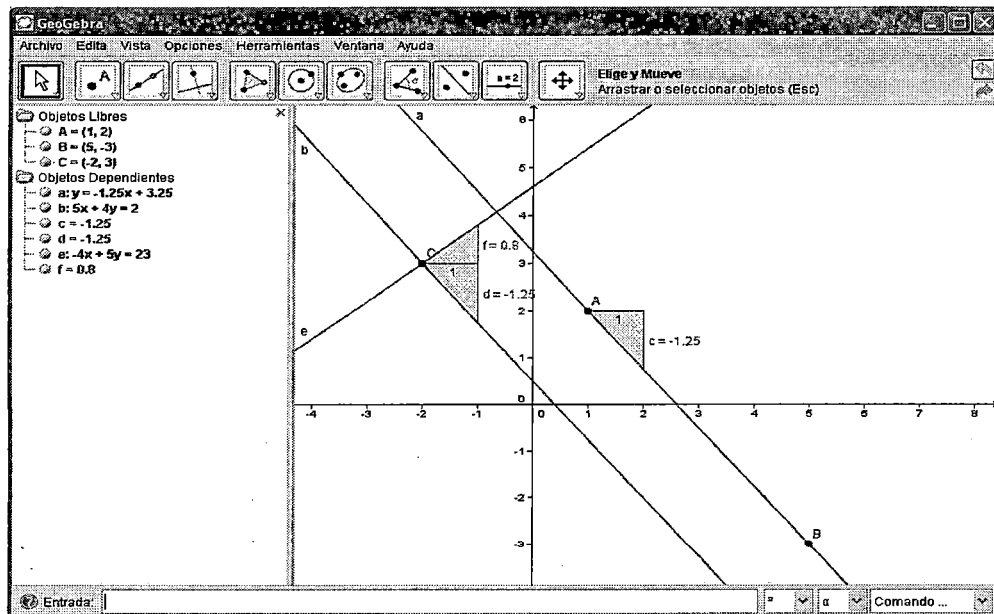 GeoGebra
Archivo Edita Vista Opciones Herramientas Ventana Ayuda
A
a=2
α
Elige y Mueve
Arrastrar o seleccionar objetos (Esc)
Objetos Libres
A = (1, 2)
B = (5, -3)
C = (-2, 3)
Objetos Dependientes
a: y = -1.25x + 3.25
b: 5x + 4y = 2
c = -1.25
d = -1.25
e: -4x + 5y = 23
f = 0.8
a
b
6
5
4
C
f = 0.8
3
1
d = -1.25
A
2
1
c = -1.25
e
1
0
-4 -3 -2 -1 0 1 2 3 4 5 6 7 8
-1
-2
B
-3
Entrada:
α
Comando ...